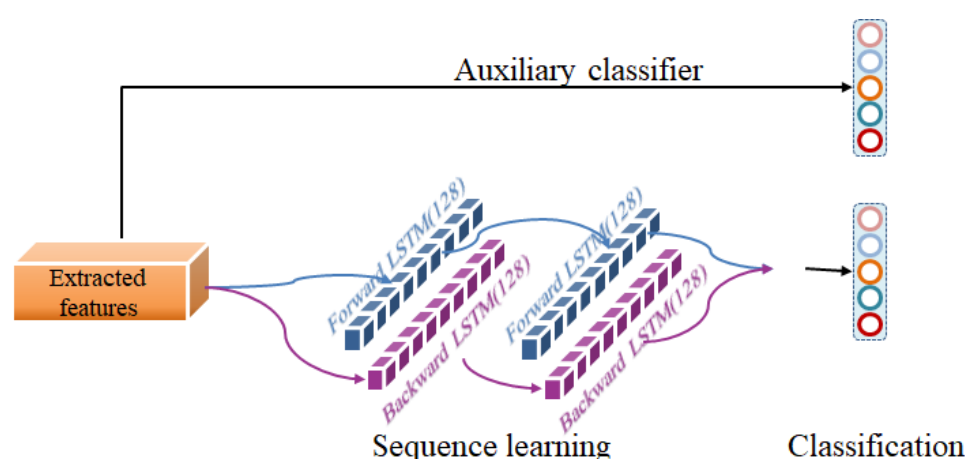 Auxiliary classifier
Extracted
features
Forward LSTM(128)
Backward LSTM(128)
Forward LSTM(128)
Backward LSTM(128)
Sequence learning
Classification